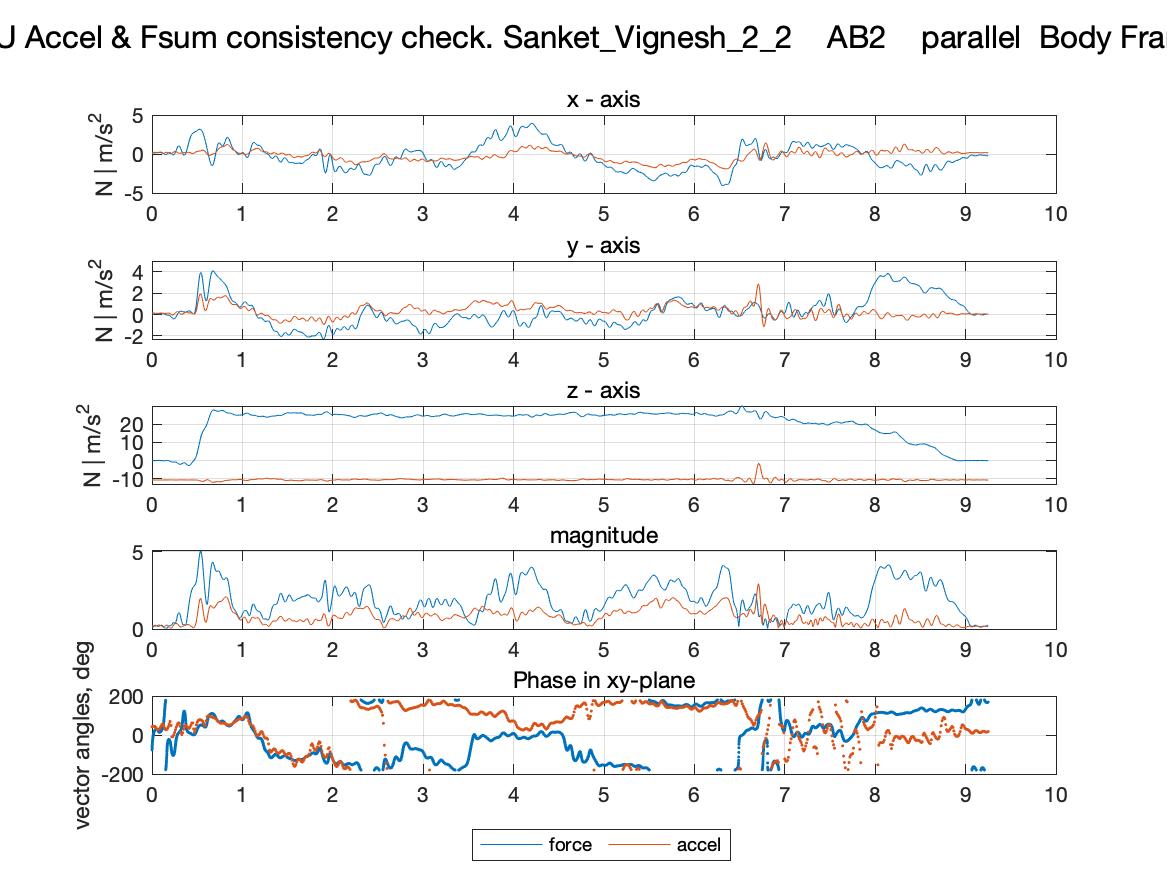 U Accel & Fsum consistency check. Sanket_Vignesh_2_2 AB2 parallel Body Fra
x - axis
N | m/s²
5
0
-5
0 1 2 3 4 5 6 7 8 9 10
y - axis
N | m/s²
4
2
0
-2
0 1 2 3 4 5 6 7 8 9 10
z - axis
N | m/s²
20
10
0
-10
0 1 2 3 4 5 6 7 8 9 10
magnitude
5
0
0 1 2 3 4 5 6 7 8 9 10
Phase in xy-plane
vector angles, deg
200
0
-200
0 1 2 3 4 5 6 7 8 9 10
force accel